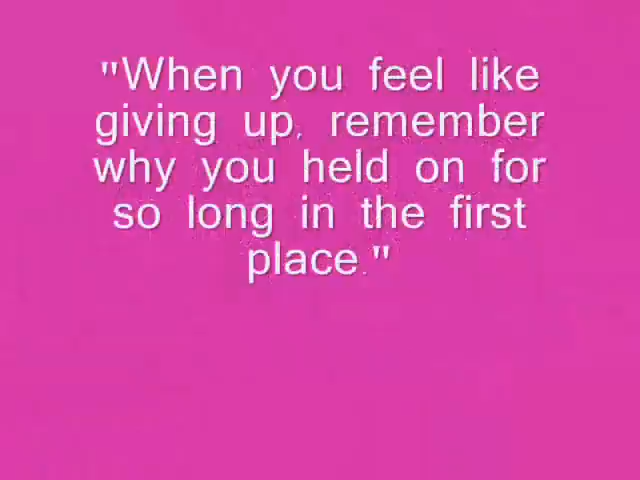 "When you feel like
giving up, remember
why you held on for
so long in the first
place."